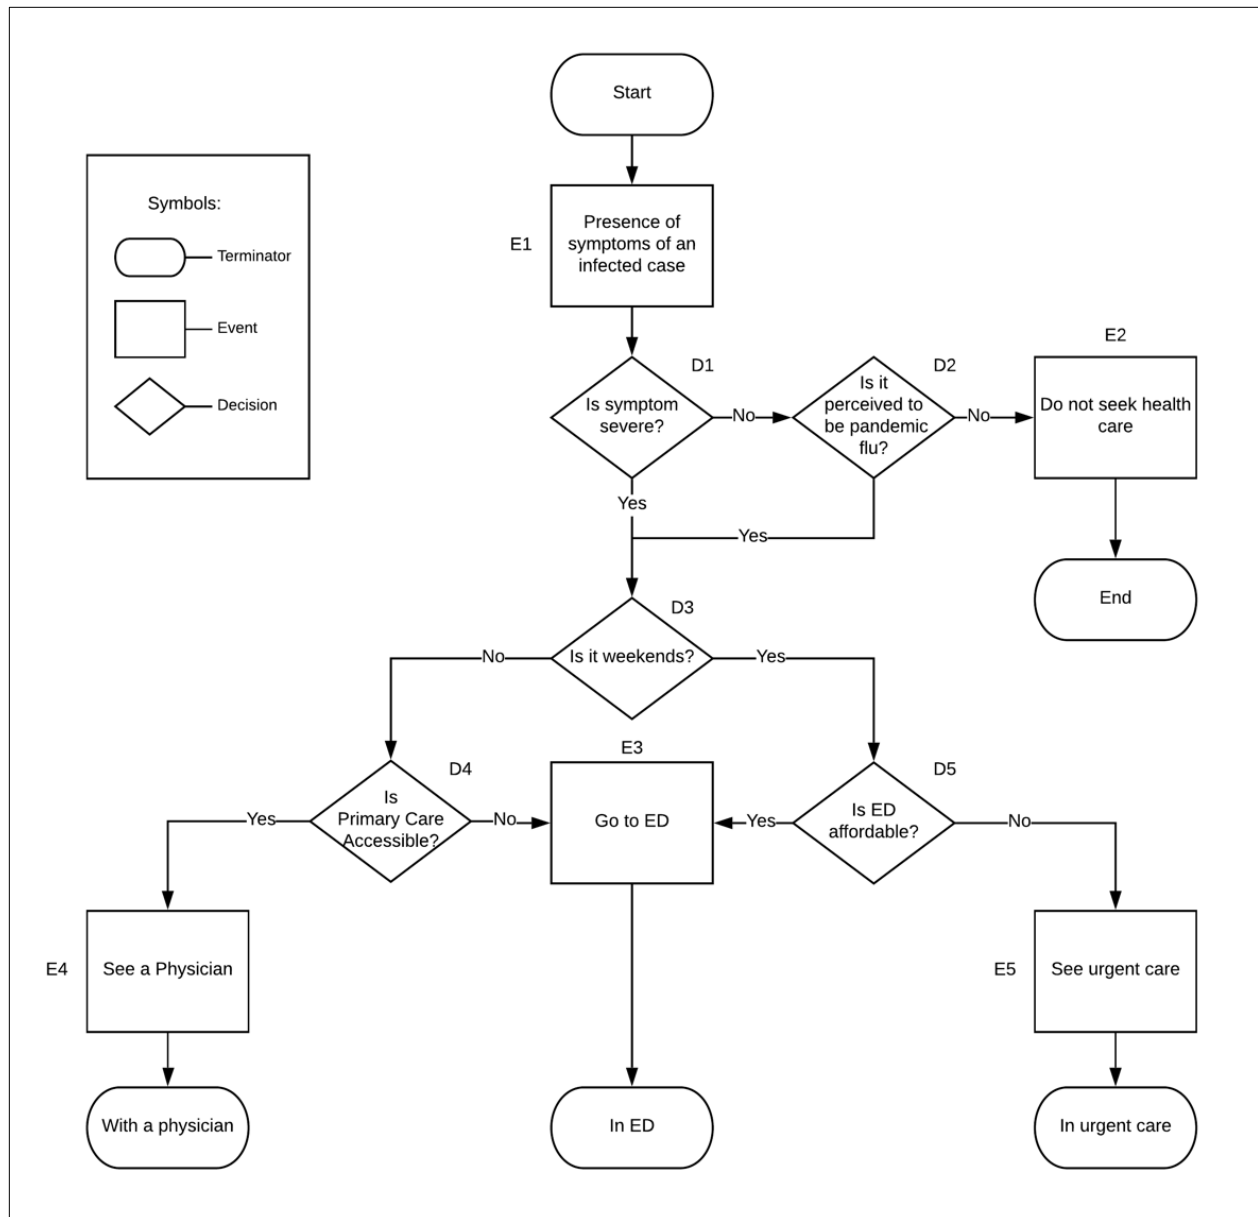 Start
Symbols:
Terminator
Event
Decision
E1
Presence of
symptoms of an
infected case
D1
Is symptom
severe?
No
D2
Is it
perceived to
be pandemic
flu?
No
E2
Do not seek health
care
Yes
Yes
End
D3
Is it weekends?
No
Yes
D4
Is
Primary Care
Accessible?
Yes
No
E3
Go to ED
D5
Is ED
affordable?
Yes
No
E4
See a Physician
E5
See urgent care
With a physician
In ED
In urgent care